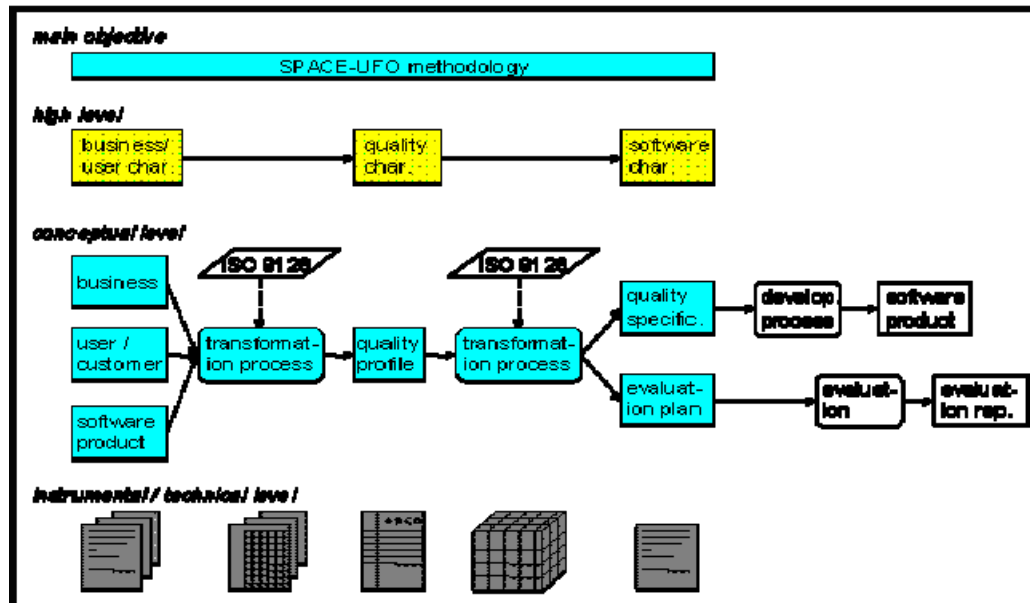 main objective
SPACE-UFO methodology
high level
business/
user char.
quality
char.
software
char.
conceptual level
ISO 9126
ISO 9126
business
user /
customer
software
product
transformat-
ion process
quality
profile
transformat-
ion process
quality
specific.
develop.
process
software
product
evaluat-
ion plan
evaluat-
ion
evaluat-
ion rep.
instrumental / technical level
A B C D